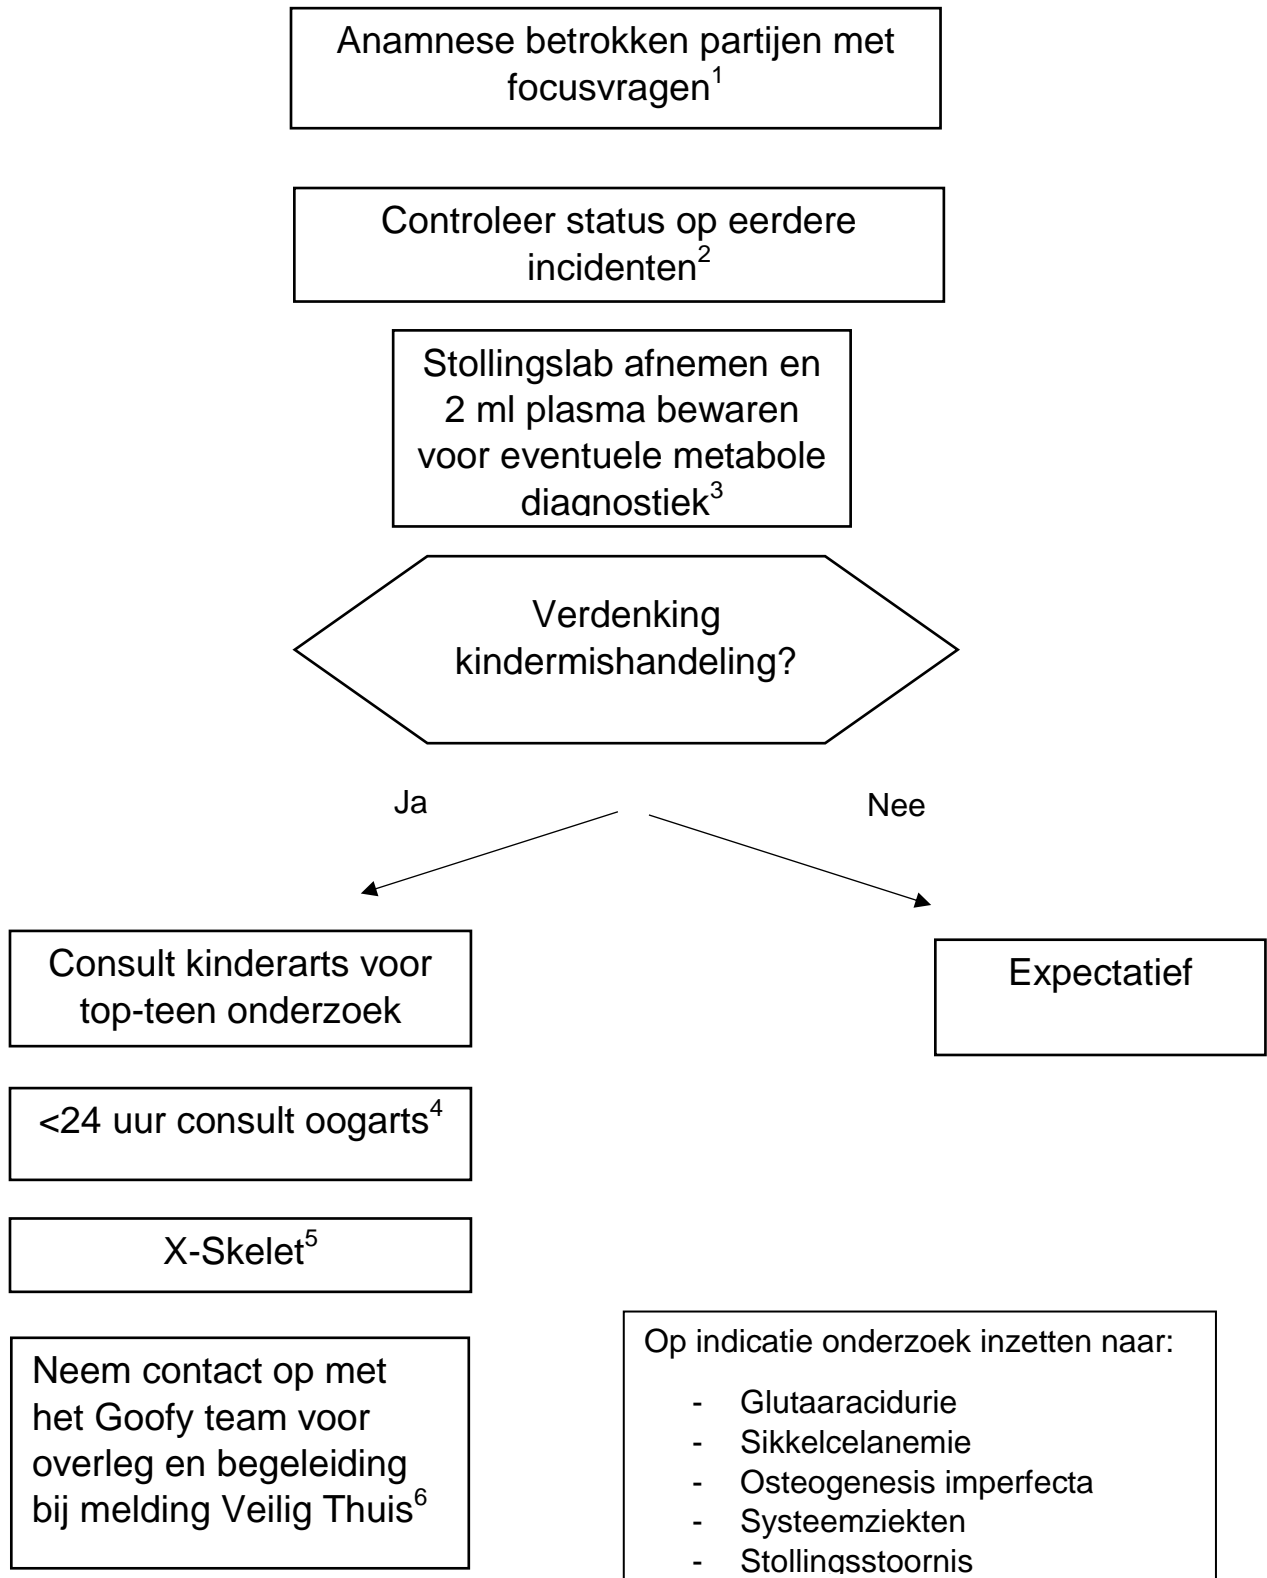 Anamnese betrokken partijen met
focusvragen1
Controleer status op eerdere
incidenten2
Stollingslab afnemen en
2 ml plasma bewaren
voor eventuele metabole
diagnostiek3
Verdenking
kindermishandeling?
Ja
Nee
Consult kinderarts voor
top-teen onderzoek
Expectatief
<24 uur consult oogarts4
X-Skelet5
Neem contact op met
het Goofy team voor
overleg en begeleiding
bij melding Veilig Thuis6
Op indicatie onderzoek inzetten naar:
- Glutaaracidurie
- Sikkelcelanemie
- Osteogenesis imperfecta
- Systeemziekten
- Stollingsstoornis